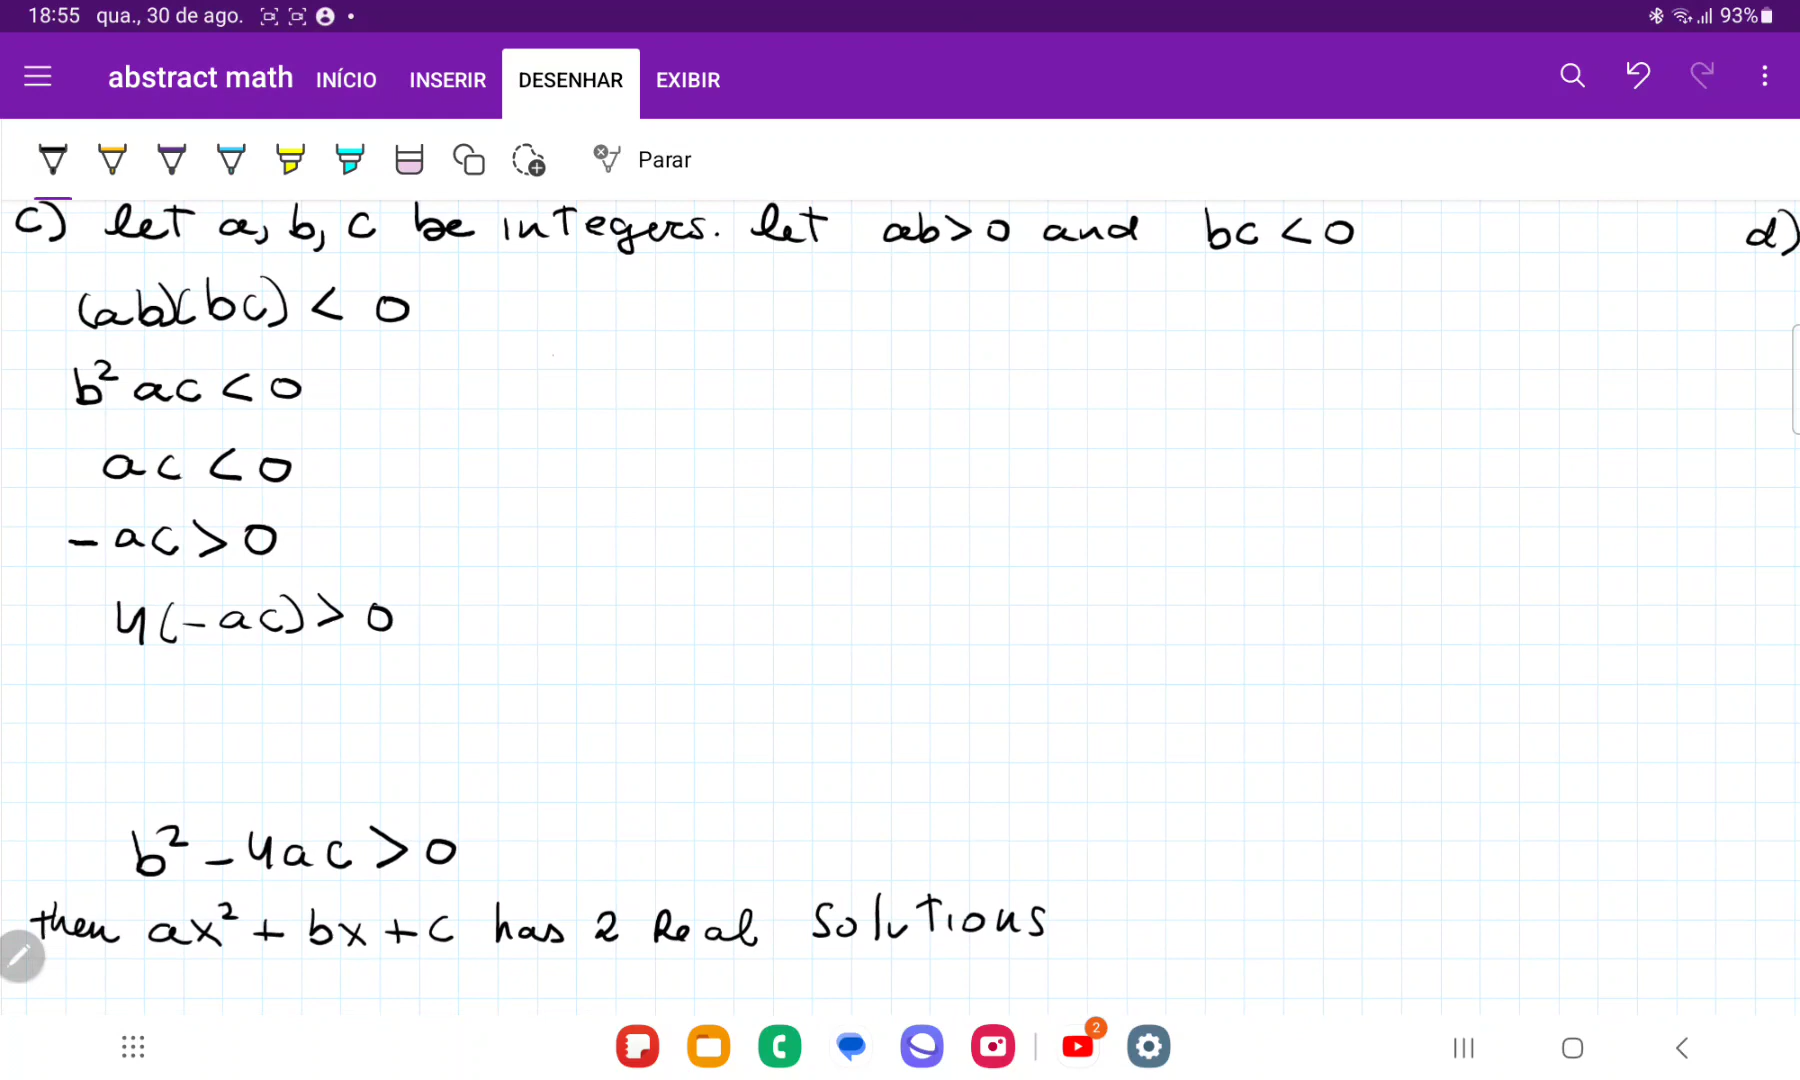 18:55 qua., 30 de ago. 93%
abstract math INÍCIO INSERIR DESENHAR EXIBIR
Parar
c) let a, b, c be integers. let ab > 0 and bc < 0
d)
(ab)(bc) < 0
b² ac < 0
ac < 0
- ac > 0
4(- ac) > 0
b² - 4ac > 0
then ax² + bx + c has 2 Real Solutions
2